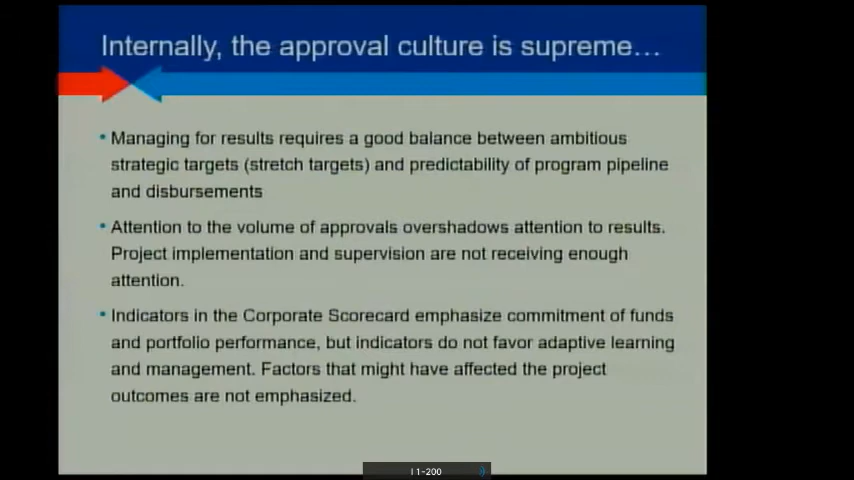 Internally, the approval culture is supreme…
• Managing for results requires a good balance between ambitious
strategic targets (stretch targets) and predictability of program pipeline
and disbursements
• Attention to the volume of approvals overshadows attention to results.
Project implementation and supervision are not receiving enough
attention.
• Indicators in the Corporate Scorecard emphasize commitment of funds
and portfolio performance, but indicators do not favor adaptive learning
and management. Factors that might have affected the project
outcomes are not emphasized.
I1-200